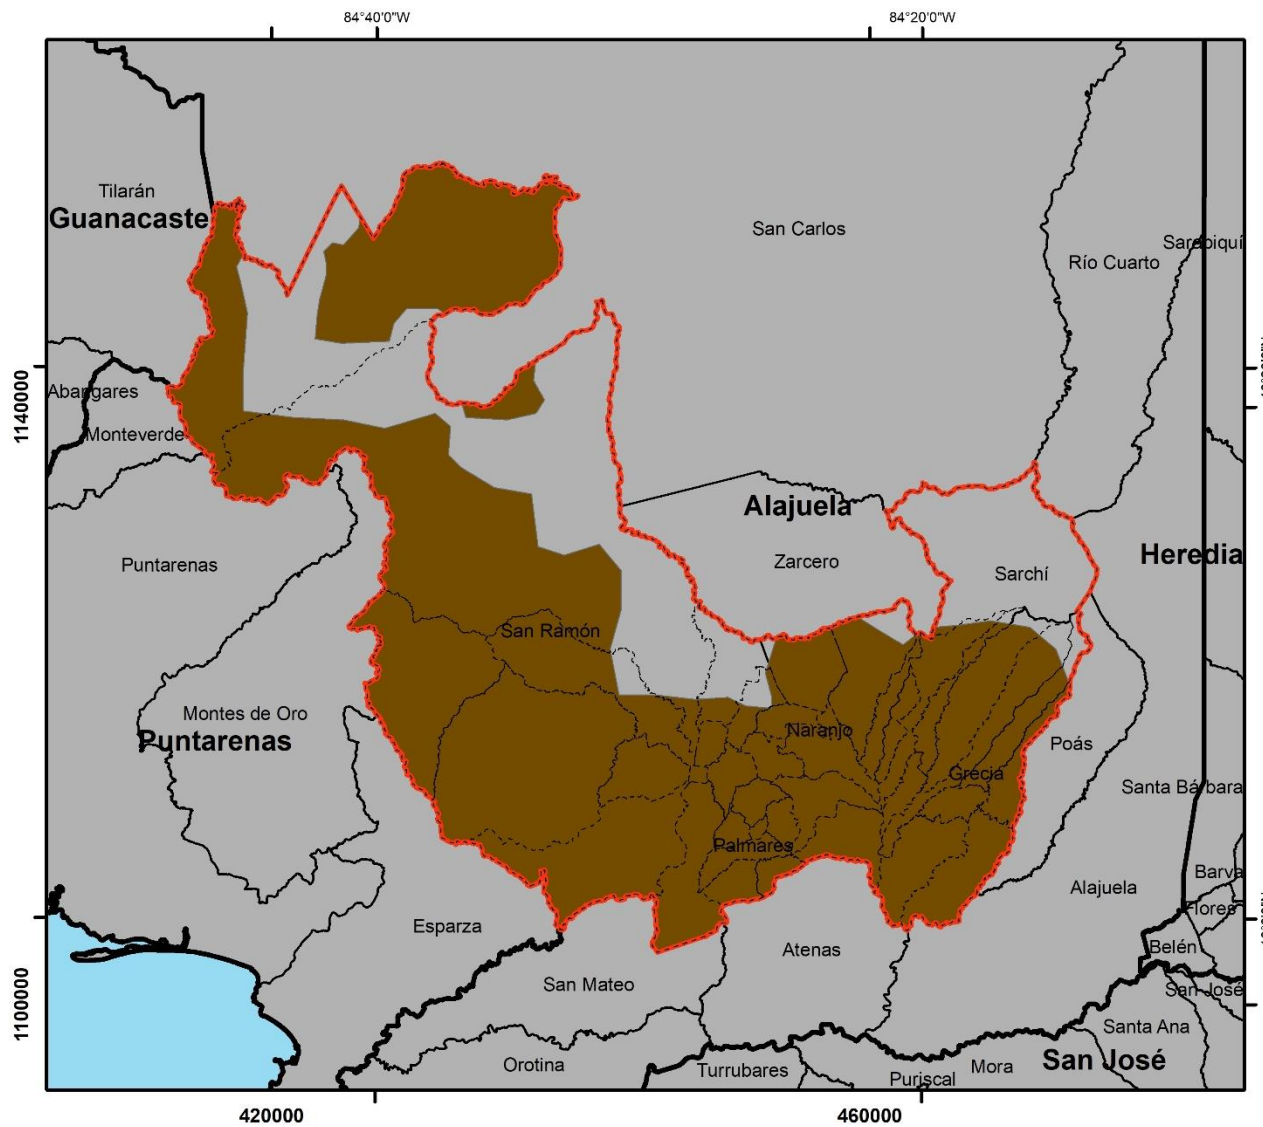 84°40'0"W
84°20'0"W
Tilarán
Guanacaste
San Carlos
Sarapiquí
Río Cuarto
Abangares
Monteverde
1140000
Alajuela
Puntarenas
Zarcero
Heredia
Sarchí
San Ramón
Montes de Oro
Puntarenas
Naranjo
Poás
Grecia
Santa Bárbara
Palmares
Barva
Alajuela
Flores
Esparza
Atenas
Belén
San Mateo
San José
1100000
Santa Ana
Orotina
Turrubares
Mora
San José
Puriscal
420000
460000